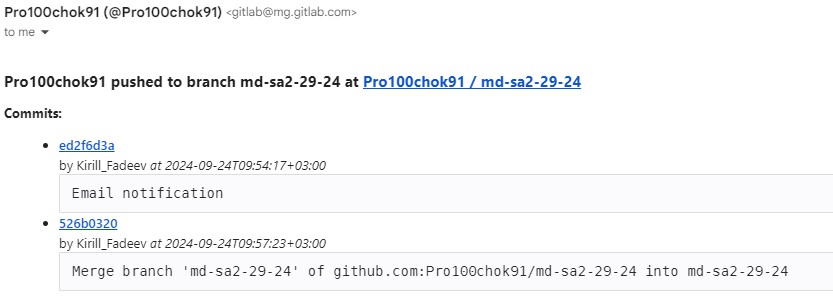 Pro100chok91 (@Pro100chok91) <gitlab@mg.gitlab.com>
to me
Pro100chok91 pushed to branch md-sa2-29-24 at Pro100chok91 / md-sa2-29-24
Commits:
ed2f6d3a
by Kirill_Fadeev at 2024-09-24T09:54:17+03:00
Email notification
526b0320
by Kirill_Fadeev at 2024-09-24T09:57:23+03:00
Merge branch 'md-sa2-29-24' of github.com:Pro100chok91/md-sa2-29-24 into md-sa2-29-24